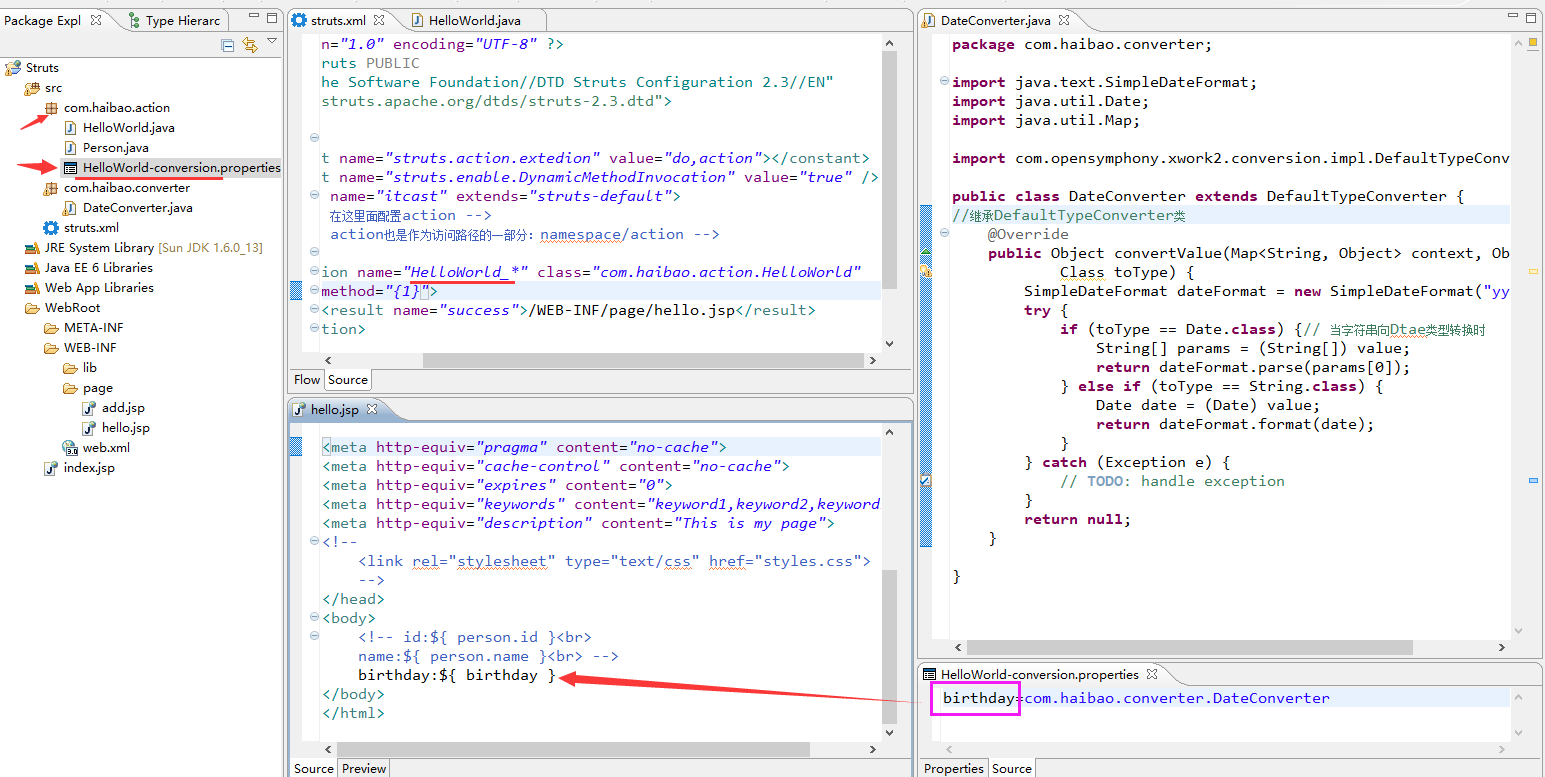 Package Expl
Type Hierarc
Struts
src
com.haibao.action
HelloWorld.java
Person.java
HelloWorld-conversion.properties
com.haibao.converter
DateConverter.java
struts.xml
JRE System Library [Sun JDK 1.6.0_13]
Java EE 6 Libraries
Web App Libraries
WebRoot
META-INF
WEB-INF
lib
page
add.jsp
hello.jsp
web.xml
index.jsp
struts.xml
HelloWorld.java
n="1.0" encoding="UTF-8" ?>
ruts PUBLIC
he Software Foundation//DTD Struts Configuration 2.3//EN"
struts.apache.org/dtds/struts-2.3.dtd">
t name="struts.action.extedion" value="do,action"></constant>
t name="struts.enable.DynamicMethodInvocation" value="true" />
name="itcast" extends="struts-default">
在这里面配置action -->
action也是作为访问路径的一部分: namespace/action -->
ion name="HelloWorld_*" class="com.haibao.action.HelloWorld"
method="{1}">
<result name="success">/WEB-INF/page/hello.jsp</result>
tion>
Flow
Source
hello.jsp
<meta http-equiv="pragma" content="no-cache">
<meta http-equiv="cache-control" content="no-cache">
<meta http-equiv="expires" content="0">
<meta http-equiv="keywords" content="keyword1,keyword2,keyword
<meta http-equiv="description" content="This is my page">
<!--
<link rel="stylesheet" type="text/css" href="styles.css">
-->
</head>
<body>
<!-- id:${ person.id }<br>
name:${ person.name }<br> -->
birthday:${ birthday }
</body>
</html>
Source
Preview
DateConverter.java
package com.haibao.converter;
import java.text.SimpleDateFormat;
import java.util.Date;
import java.util.Map;
import com.opensymphony.xwork2.conversion.impl.DefaultTypeConv
public class DateConverter extends DefaultTypeConverter {
//继承DefaultTypeConverter类
@Override
public Object convertValue(Map<String, Object> context, Ob
Class toType) {
SimpleDateFormat dateFormat = new SimpleDateFormat("yy
try {
if (toType == Date.class) {// 当字符串向Dtae类型转换时
String[] params = (String[]) value;
return dateFormat.parse(params[0]);
} else if (toType == String.class) {
Date date = (Date) value;
return dateFormat.format(date);
}
} catch (Exception e) {
// TODO: handle exception
}
return null;
}
}
HelloWorld-conversion.properties
birthday=com.haibao.converter.DateConverter
Properties
Source